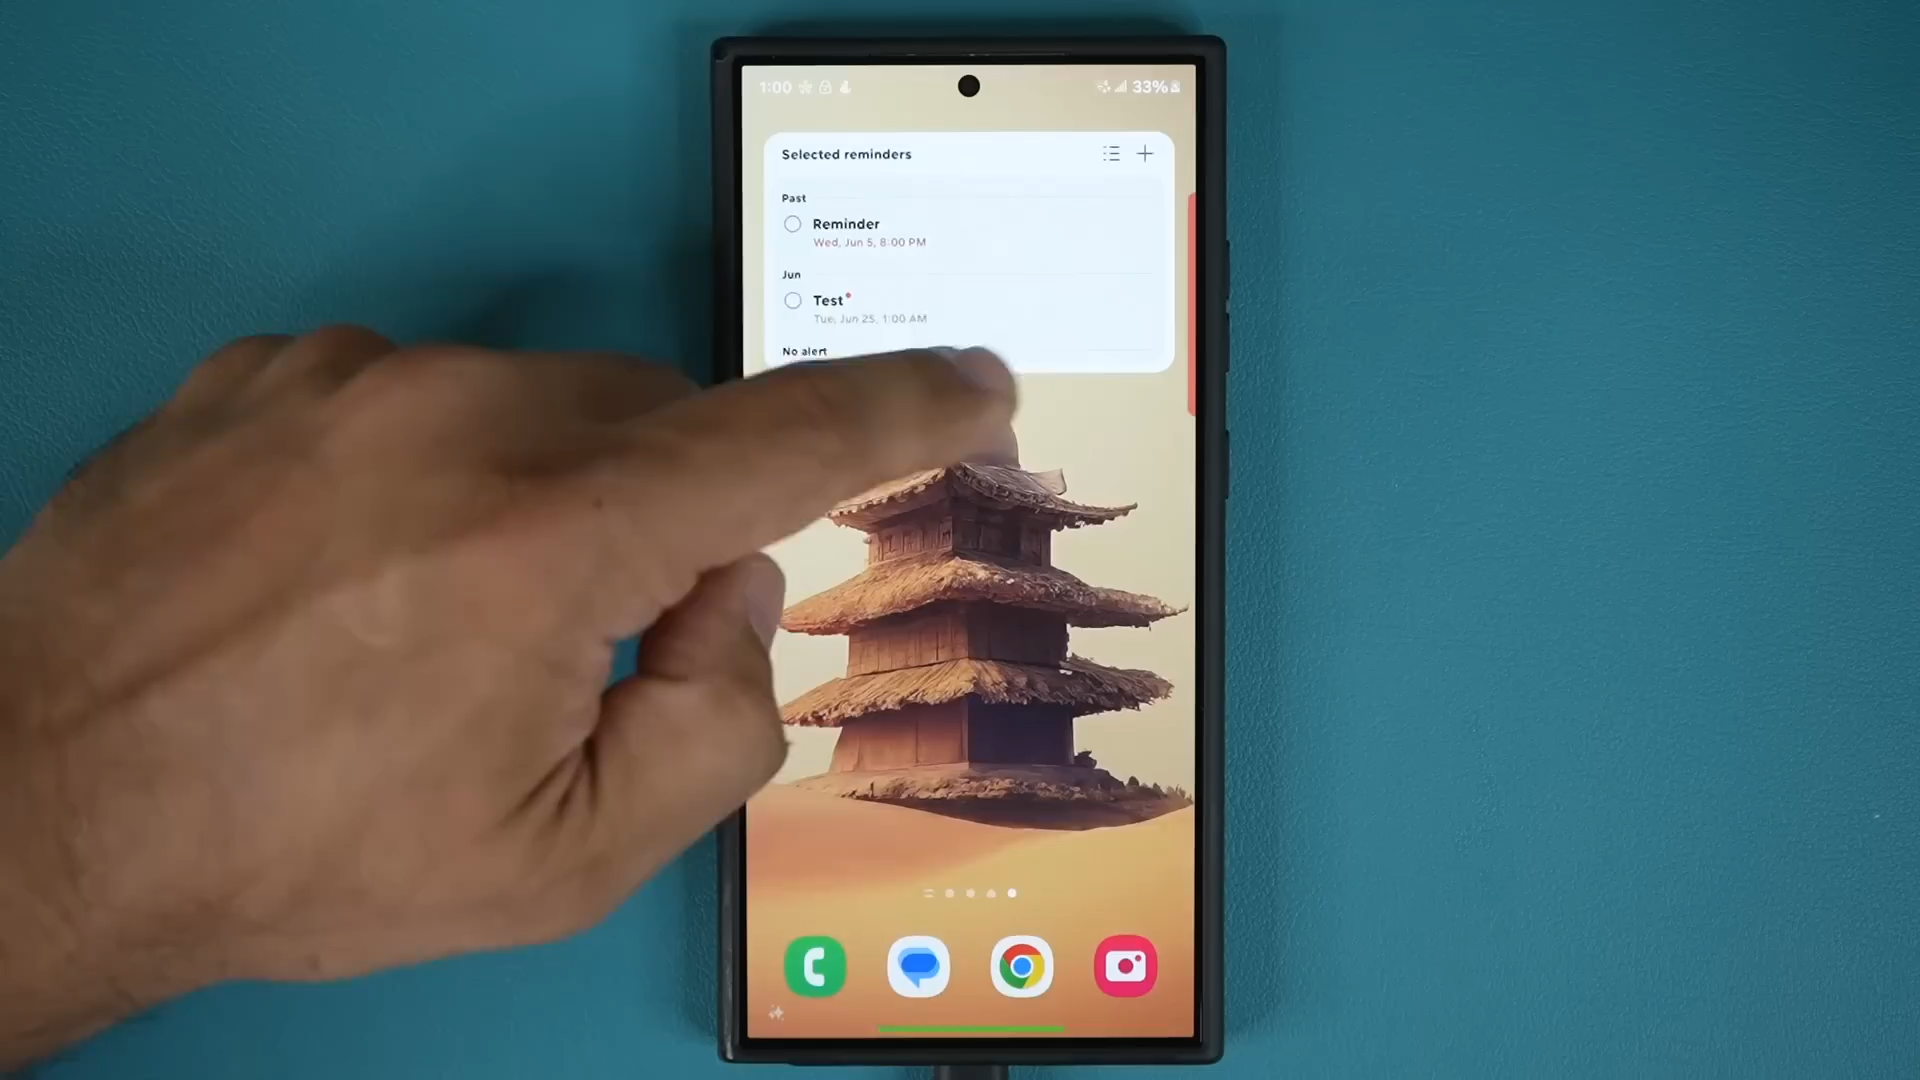 1:00
33%
Selected reminders
Past
Reminder
Wed, Jun 5, 8:00 PM
Jun
Test
Tue, Jun 25, 1:00 AM
No alert